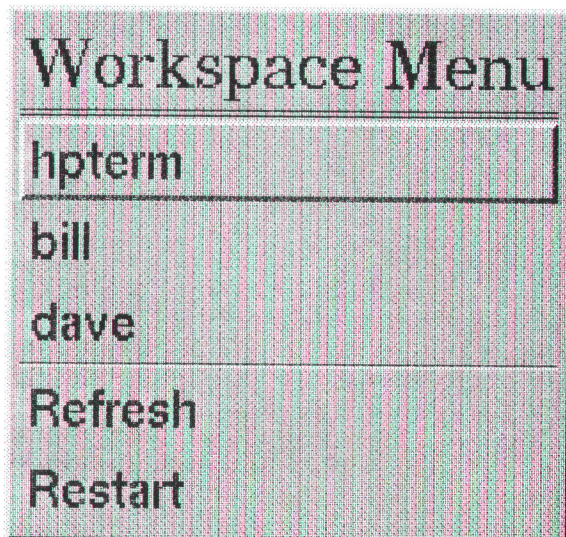 Workspace Menu
hpterm
bill
dave
Refresh
Restart